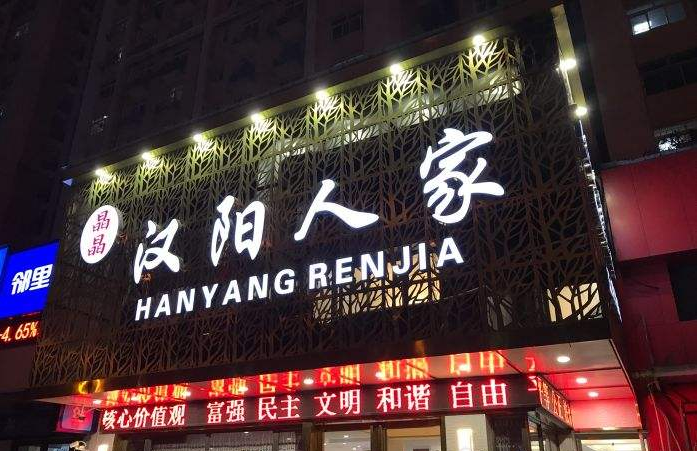 晶晶
汉阳人家
HANYANG RENJIA
邻里
4.65%
核心价值观 富强 民主 文明 和谐 自由